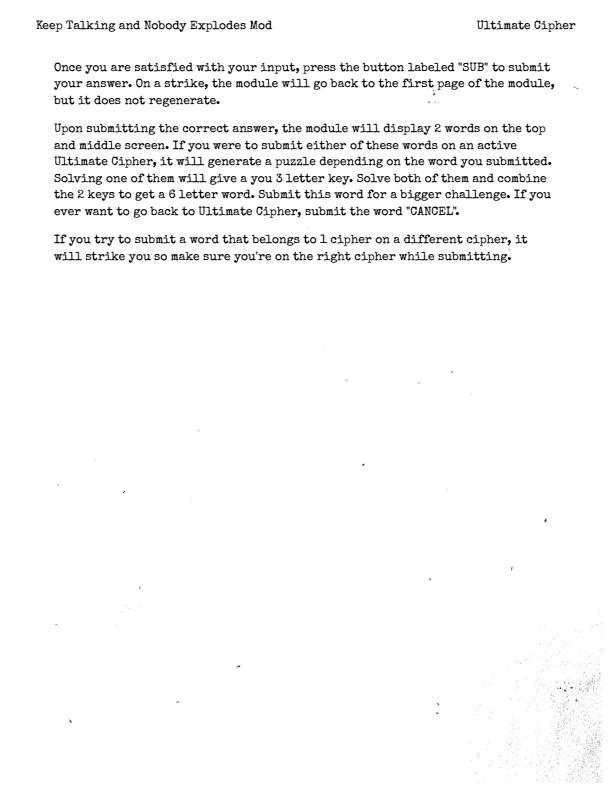 Keep Talking and Nobody Explodes Mod
Ultimate Cipher
Once you are satisfied with your input, press the button labeled "SUB" to submit
your answer. On a strike, the module will go back to the first page of the module,
but it does not regenerate.
Upon submitting the correct answer, the module will display 2 words on the top
and middle screen. If you were to submit either of these words on an active
Ultimate Cipher, it will generate a puzzle depending on the word you submitted.
Solving one of them will give a you 3 letter key. Solve both of them and combine
the 2 keys to get a 6 letter word. Submit this word for a bigger challenge. If you
ever want to go back to Ultimate Cipher, submit the word "CANCEL".
If you try to submit a word that belongs to 1 cipher on a different cipher, it
will strike you so make sure you're on the right cipher while submitting.